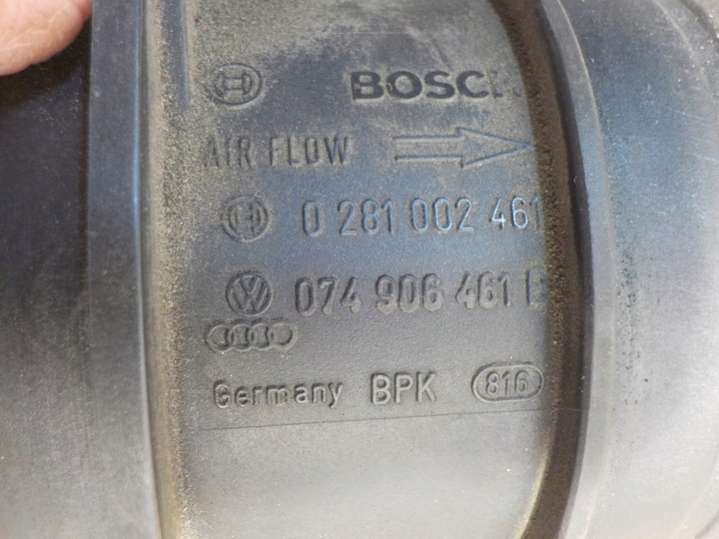 BOSCH
AIR FLOW
0 281 002 461
074 906 461
Germany BPK 816